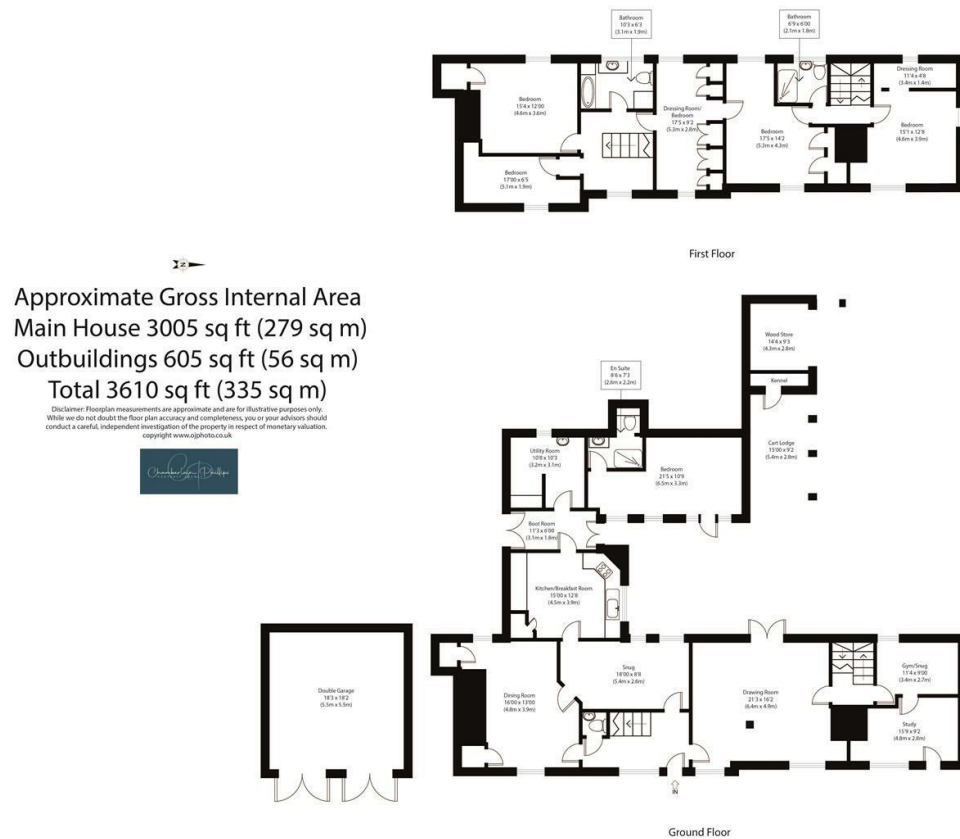 Bathroom
10'3 x 6'3
(3.1m x 1.9m)
Bathroom
6'9 x 6'00
(2.1m x 1.8m)
Bedroom
15'4 x 12'00
(4.6m x 3.6m)
Dressing Room/
Bedroom
17'5 x 9'2
(5.3m x 2.8m)
Bedroom
17'5 x 14'2
(5.3m x 4.3m)
Dressing Room
11'4 x 4'8
(3.4m x 1.4m)
Bedroom
15'1 x 12'8
(4.6m x 3.9m)
Bedroom
17'00 x 6'5
(5.1m x 1.9m)
First Floor
N
Approximate Gross Internal Area
Main House 3005 sq ft (279 sq m)
Outbuildings 605 sq ft (56 sq m)
Total 3610 sq ft (335 sq m)
Disclaimer: Floorplan measurements are approximate and are for illustrative purposes only.
While we do not doubt the floor plan accuracy and completeness, you or your advisors should
conduct a careful, independent investigation of the property in respect of monetary valuation.
copyright www.ojphoto.co.uk
Chamberlain Phillips
Wood Store
14'4 x 9'3
(4.3m x 2.8m)
Kennel
Cart Lodge
(5.4m x 2.8m)
En Suite
8'6 x 7'3
(2.6m x 2.2m)
Utility Room
10'8 x 10'3
(3.2m x 3.1m)
Bedroom
21'5 x 10'9
(6.5m x 3.3m)
Boot Room
11'3 x 6'00
(3.1m x 1.8m)
Kitchen/Breakfast Room
15'00 x 12'8
(4.5m x 3.9m)
Double Garage
18'3 x 18'2
(5.5m x 5.5m)
Dining Room
16'00 x 13'00
(4.8m x 3.9m)
Snug
18'00 x 8'8
(5.4m x 2.6m)
Drawing Room
21'3 x 16'2
(6.4m x 4.9m)
Gym/Snug
11'4 x 9'00
(3.4m x 2.7m)
Study
15'9 x 9'2
(4.8m x 2.8m)
IN
Ground Floor